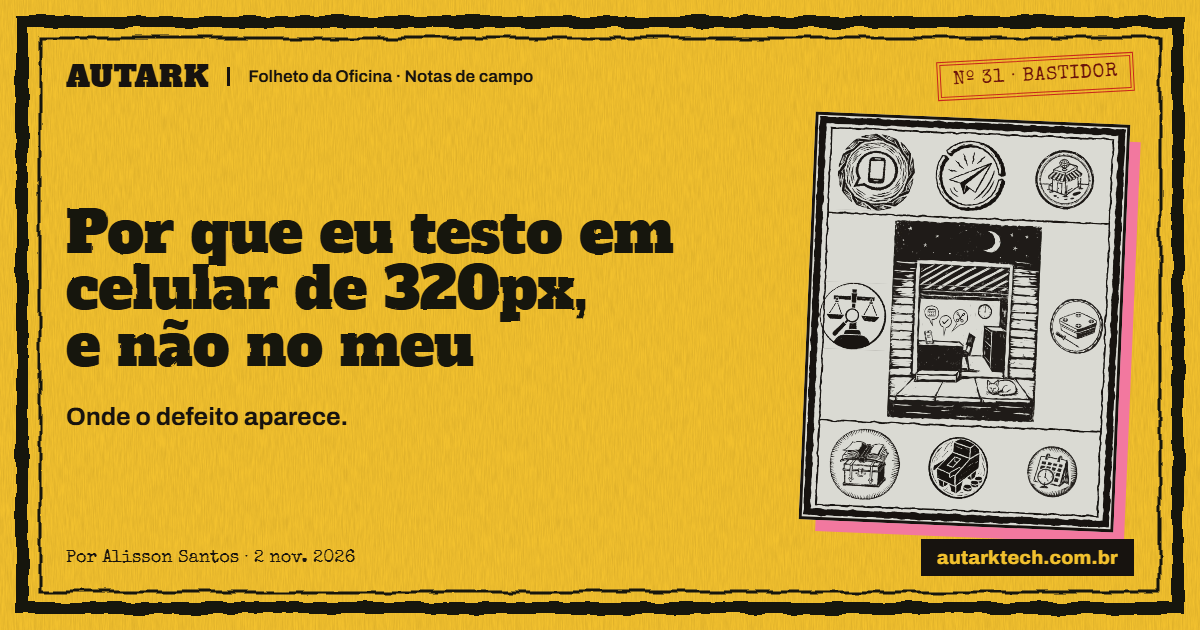 AUTARK | Folheto da Oficina · Notas de campo
Nº 31 · BASTIDOR
Por que eu testo em
celular de 320px,
e não no meu
Onde o defeito aparece.
Por Alisson Santos · 2 nov. 2026
autarktech.com.br